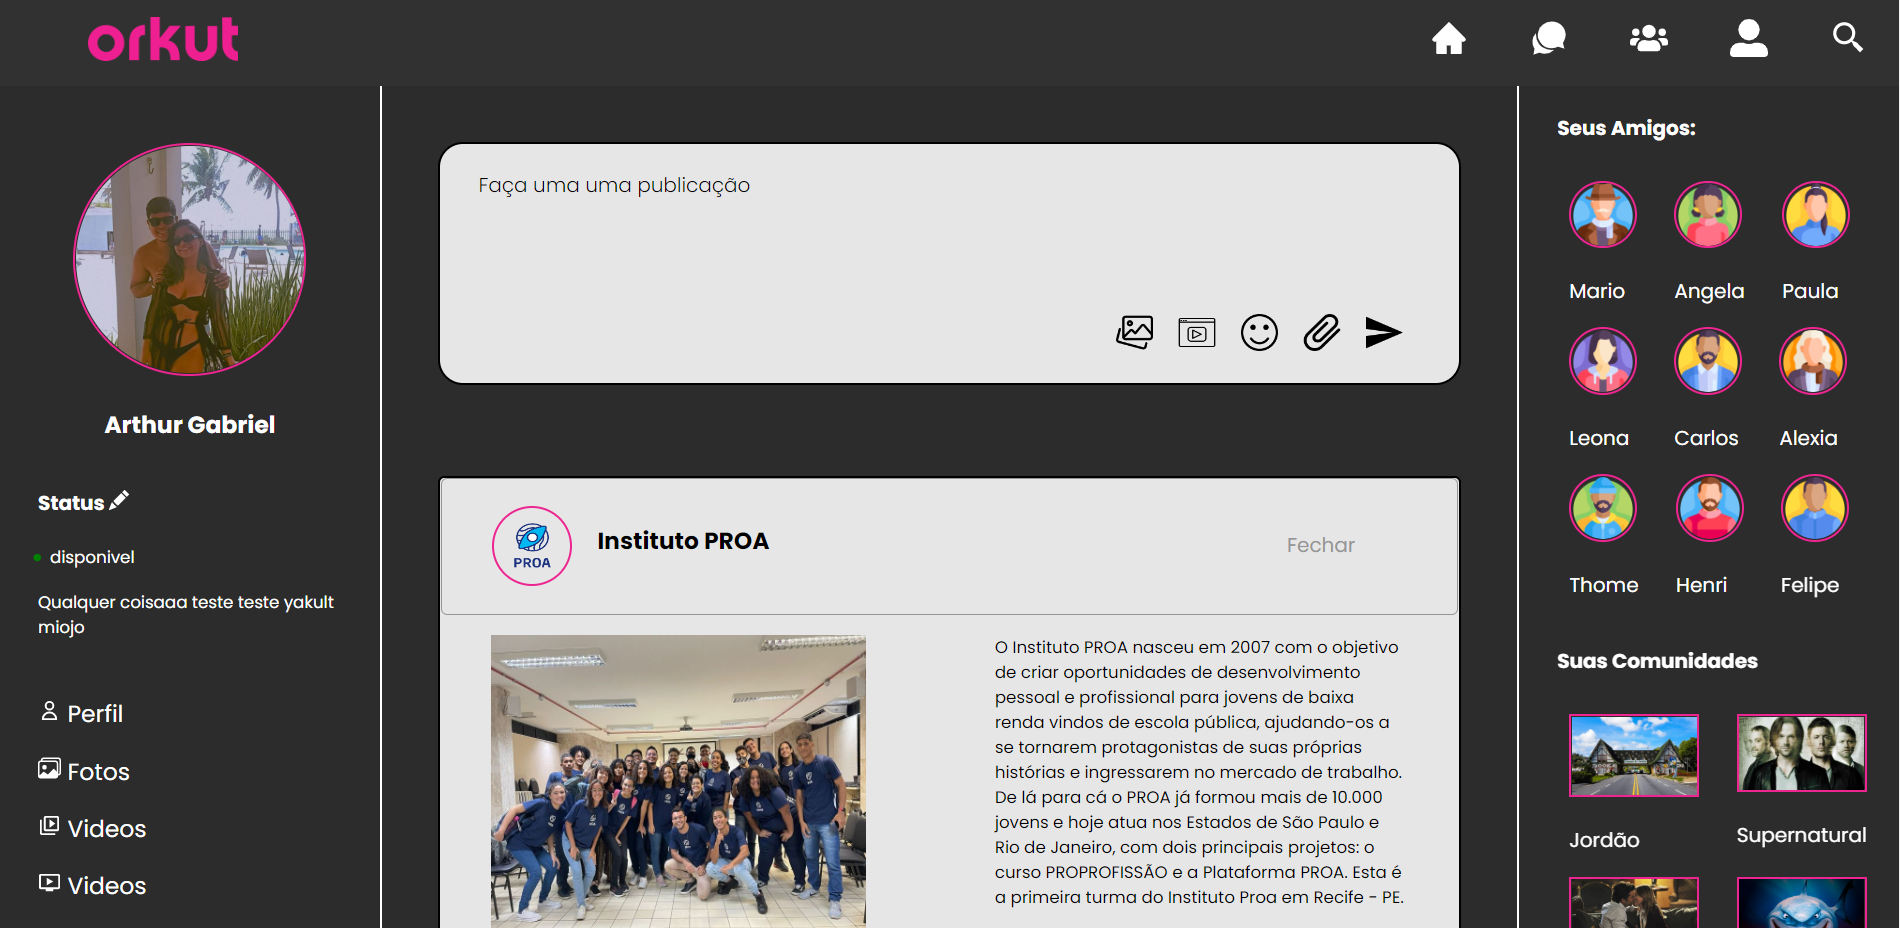 orkut
Arthur Gabriel
Status
disponivel
Qualquer coisaaa teste teste yakult
miojo
Perfil
Fotos
Videos
Videos
Faça uma uma publicação
PROA
Instituto PROA
Fechar
O Instituto PROA nasceu em 2007 com o objetivo
de criar oportunidades de desenvolvimento
pessoal e profissional para jovens de baixa
renda vindos de escola pública, ajudando-os a
se tornarem protagonistas de suas próprias
histórias e ingressarem no mercado de trabalho.
De lá para cá o PROA já formou mais de 10.000
jovens e hoje atua nos Estados de São Paulo e
Rio de Janeiro, com dois principais projetos: o
curso PROPROFISSÃO e a Plataforma PROA. Esta é
a primeira turma do Instituto Proa em Recife - PE.
Seus Amigos:
Mario
Angela
Paula
Leona
Carlos
Alexia
Thome
Henri
Felipe
Suas Comunidades
Jordão
Supernatural